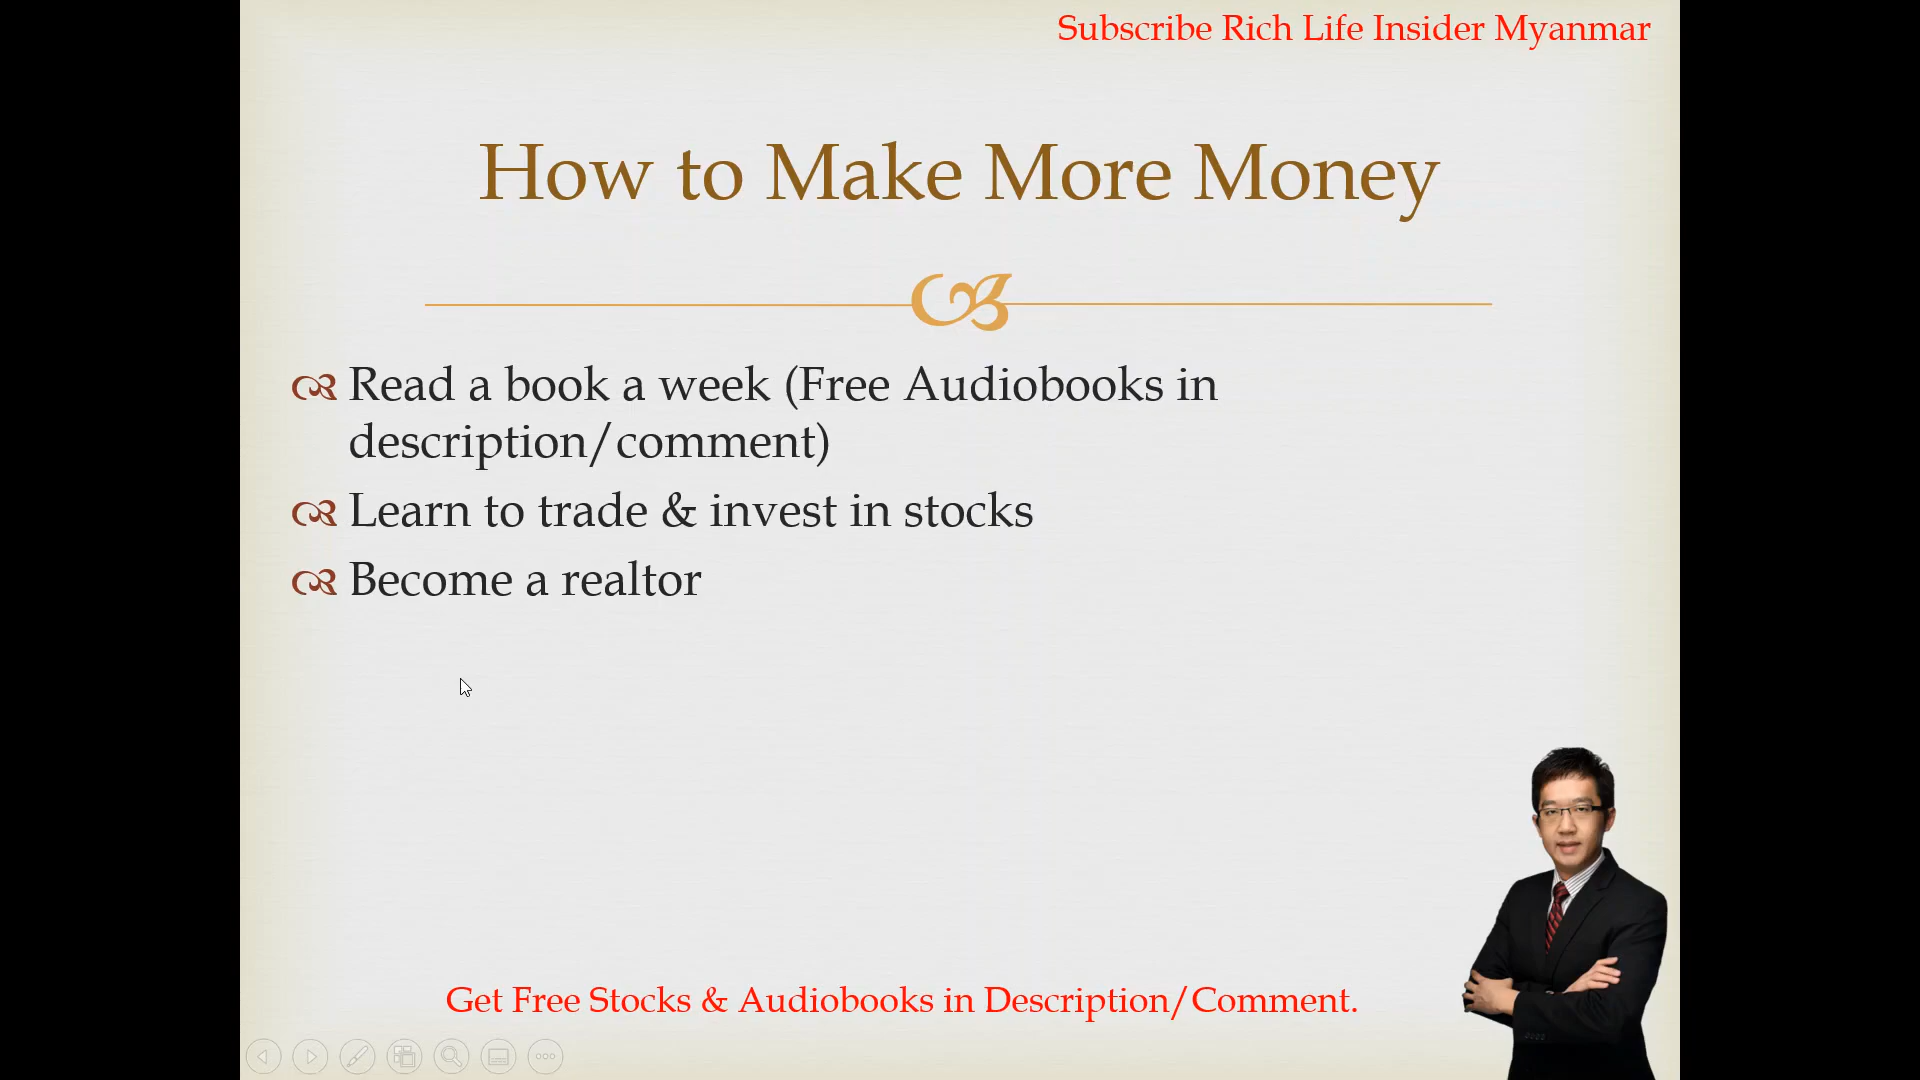 Subscribe Rich Life Insider Myanmar
How to Make More Money
Read a book a week (Free Audiobooks in
description/comment)
Learn to trade & invest in stocks
Become a realtor
Get Free Stocks & Audiobooks in Description/Comment.